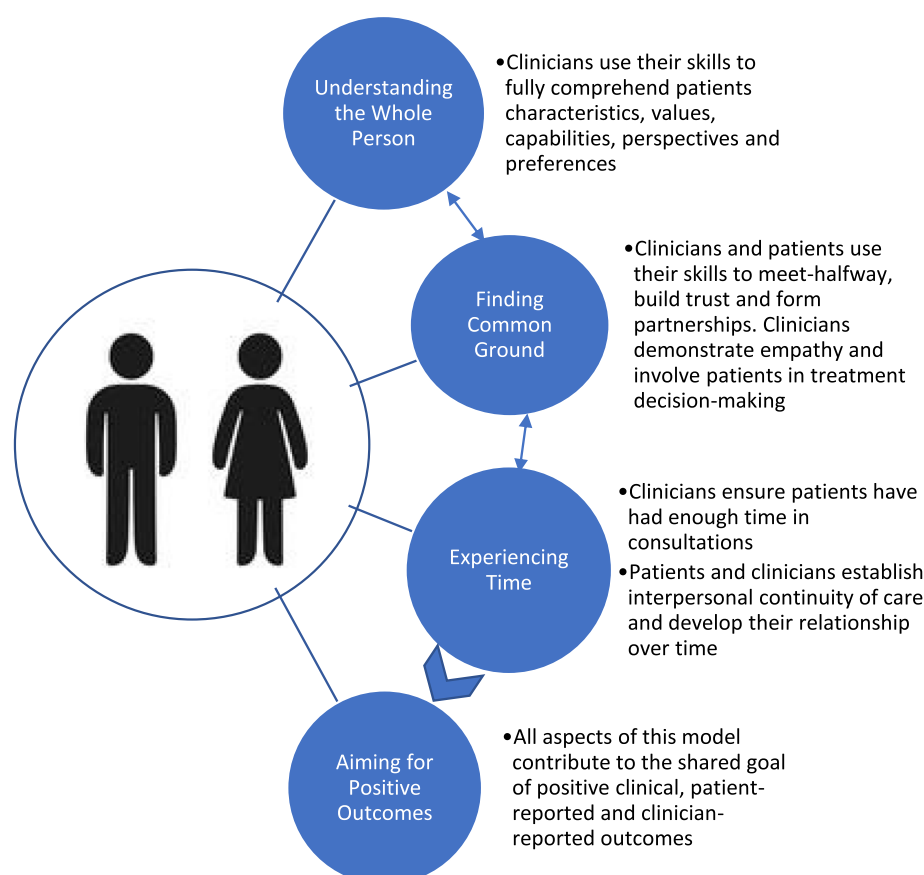 Understanding
the Whole
Person
•Clinicians use their skills to
fully comprehend patients
characteristics, values,
capabilities, perspectives and
preferences
Finding
Common
Ground
•Clinicians and patients use
their skills to meet-halfway,
build trust and form
partnerships. Clinicians
demonstrate empathy and
involve patients in treatment
decision-making
Experiencing
Time
•Clinicians ensure patients have
had enough time in
consultations
•Patients and clinicians establish
interpersonal continuity of care
and develop their relationship
over time
Aiming for
Positive
Outcomes
•All aspects of this model
contribute to the shared goal
of positive clinical, patient-
reported and clinician-
reported outcomes